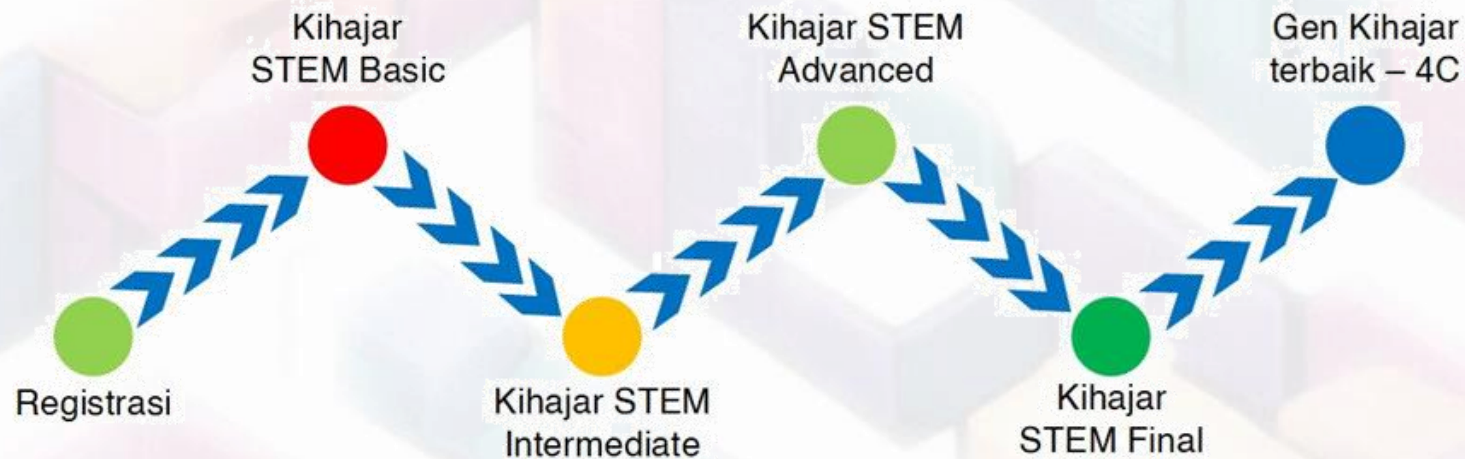 Registrasi
Kihajar
STEM Basic
Kihajar STEM
Intermediate
Kihajar STEM
Advanced
Kihajar
STEM Final
Gen Kihajar
terbaik – 4C